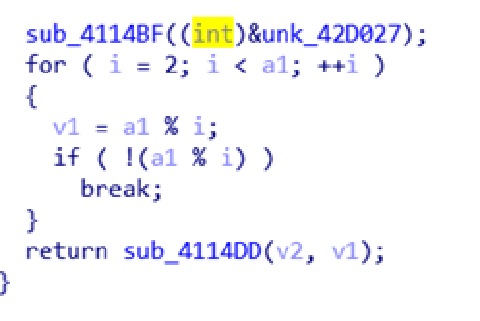 sub_4114BF((int)&unk_42D027);
for ( i = 2; i < a1; ++i )
{
v1 = a1 % i;
if ( !(a1 % i) )
break;
}
return sub_4114DD(v2, v1);
}